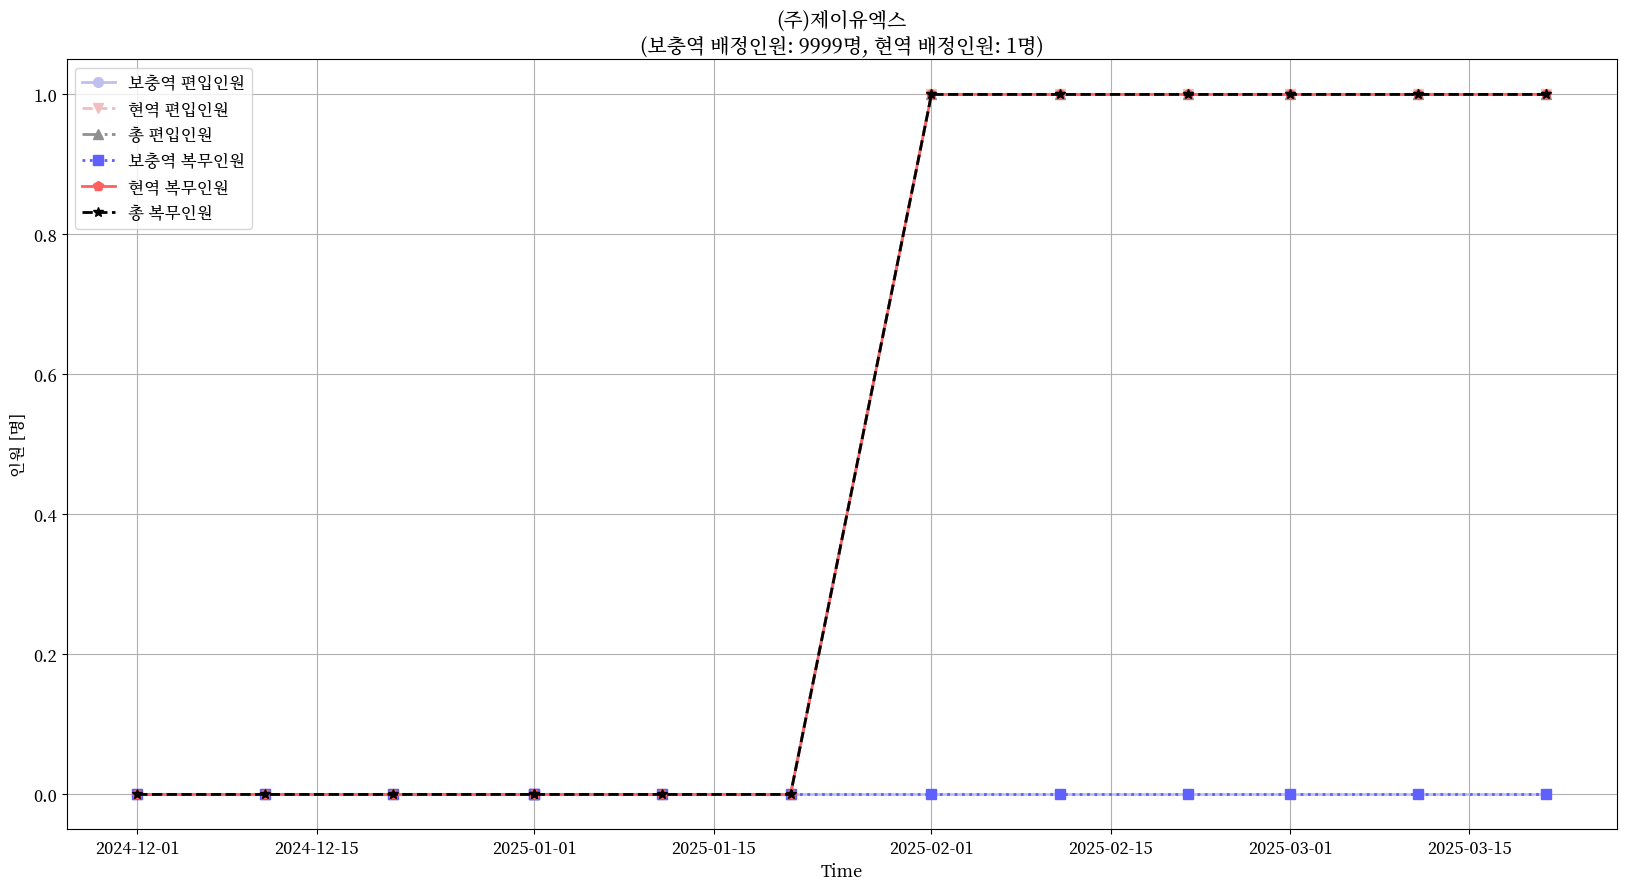 (주)제이유엑스
(보충역 배정인원: 9999명, 현역 배정인원: 1명)
보충역 편입인원
현역 편입인원
총 편입인원
보충역 복무인원
현역 복무인원
총 복무인원
1.0
0.8
0.6
0.4
0.2
0.0
인원 [명]
2024-12-01
2024-12-15
2025-01-01
2025-01-15
2025-02-01
2025-02-15
2025-03-01
2025-03-15
Time